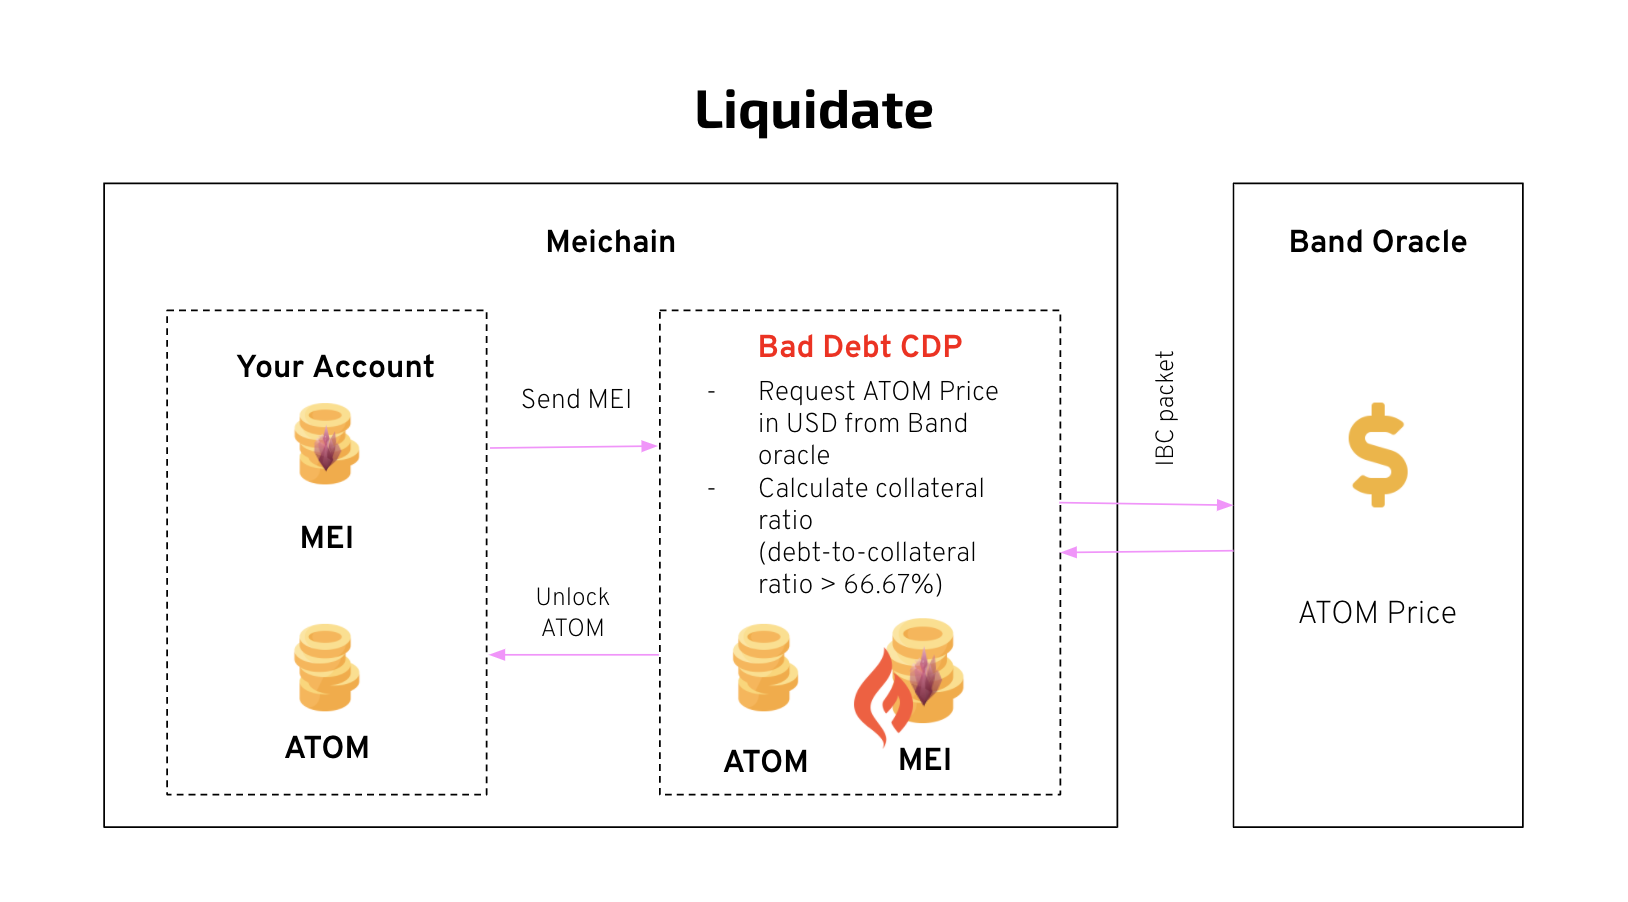 Liquidate
Meichain
Your Account
MEI
ATOM
Send MEI
Unlock
ATOM
Bad Debt CDP
- Request ATOM Price
in USD from Band
oracle
- Calculate collateral
ratio
(debt-to-collateral
ratio > 66.67%)
ATOM
MEI
IBC packet
Band Oracle
$
ATOM Price